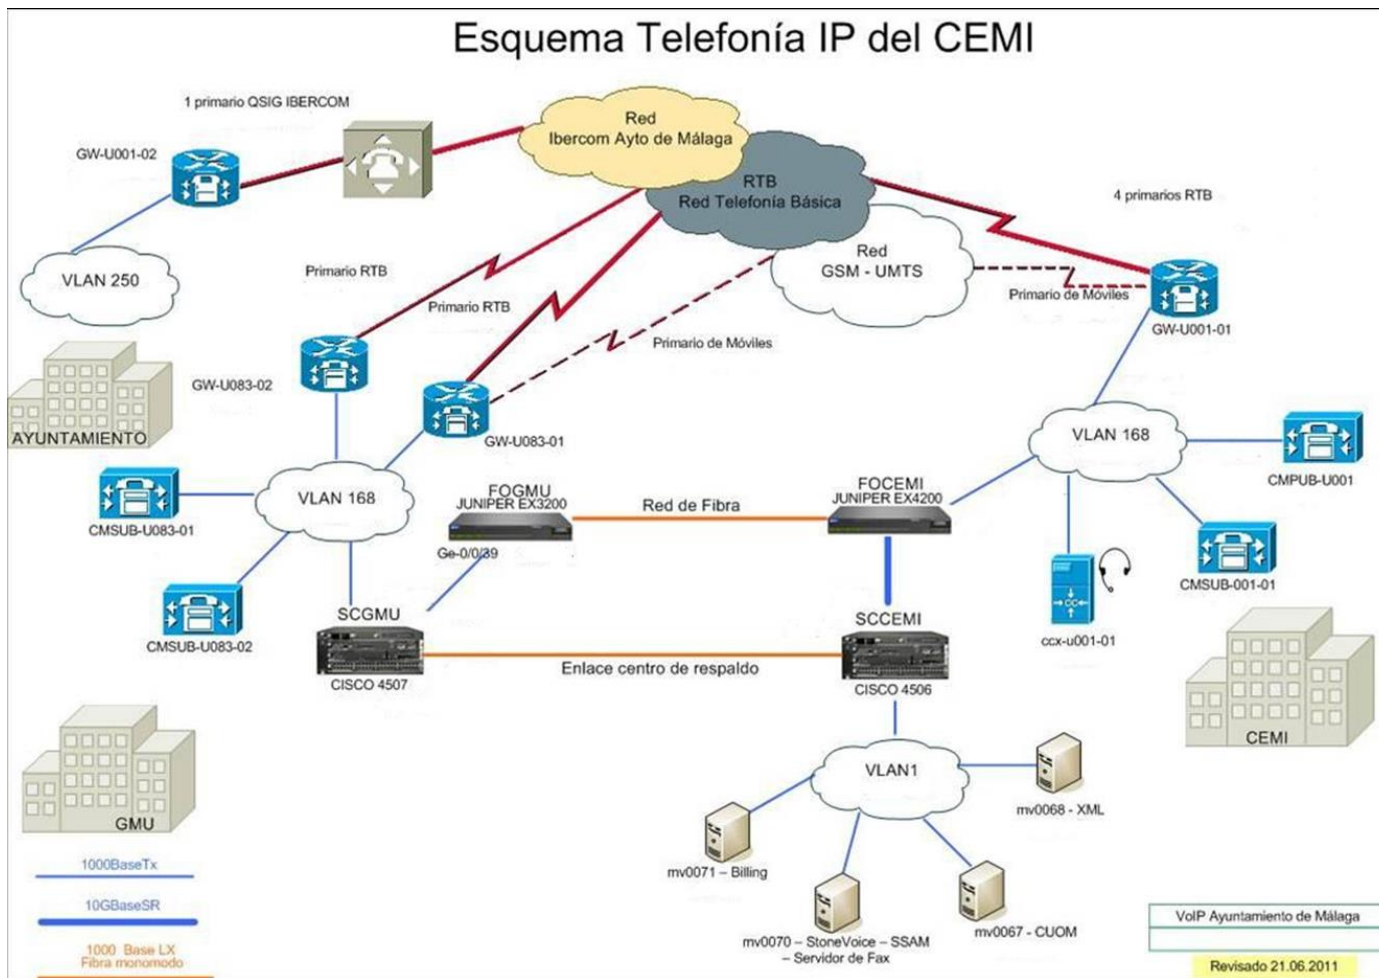 Esquema Telefonía IP del CEMI
1 primario QSIG IBERCOM
Red
Ibercom Ayto de Málaga
GW-U001-02
RTB
Red Telefonía Básica
4 primarios RTB
Red
GSM - UMTS
VLAN 250
Primario RTB
Primario RTB
Primario de Móviles
Primario de Móviles
GW-U001-01
GW-U083-02
GW-U083-01
AYUNTAMIENTO
VLAN 168
VLAN 168
CMPUB-U001
CMSUB-U083-01
FOGMU
JUNIPER EX3200
Ge-0/0/39
Red de Fibra
FOCEMI
JUNIPER EX4200
CMSUB-001-01
CMSUB-U083-02
SCGMU
CISCO 4507
Enlace centro de respaldo
SCCEMI
CISCO 4506
CC
ccx-u001-01
CEMI
GMU
VLAN1
mv0068 - XML
mv0071 – Billing
mv0070 – StoneVoice – SSAM
– Servidor de Fax
mv0067 - CUOM
1000BaseTx
10GBaseSR
1000 Base LX
Fibra monomodo
VoIP Ayuntamiento de Málaga
Revisado 21.06.2011